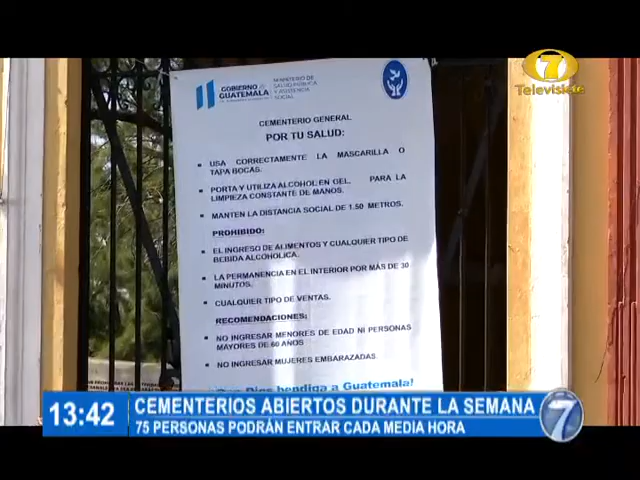 7
Televisiete
GOBIERNO de
GUATEMALA
MINISTERIO DE
SALUD PÚBLICA
Y ASISTENCIA
SOCIAL
CEMENTERIO GENERAL
POR TU SALUD:
▪ USA CORRECTAMENTE LA MASCARILLA O
TAPA BOCAS.
▪ PORTA Y UTILIZA ALCOHOL EN GEL, PARA LA
LIMPIEZA CONSTANTE DE MANOS.
▪ MANTEN LA DISTANCIA SOCIAL DE 1.50 METROS.
PROHIBIDO:
▪ EL INGRESO DE ALIMENTOS Y CUALQUIER TIPO DE
BEBIDA ALCOHOLICA.
▪ LA PERMANENCIA EN EL INTERIOR POR MÁS DE 30
MINUTOS.
▪ CUALQUIER TIPO DE VENTAS.
RECOMENDACIONES:
▪ NO INGRESAR MENORES DE EDAD NI PERSONAS
MAYORES DE 60 AÑOS
▪ NO INGRESAR MUJERES EMBARAZADAS.
¡Que Dios bendiga a Guatemala!
13:42
CEMENTERIOS ABIERTOS DURANTE LA SEMANA
75 PERSONAS PODRÁN ENTRAR CADA MEDIA HORA
7